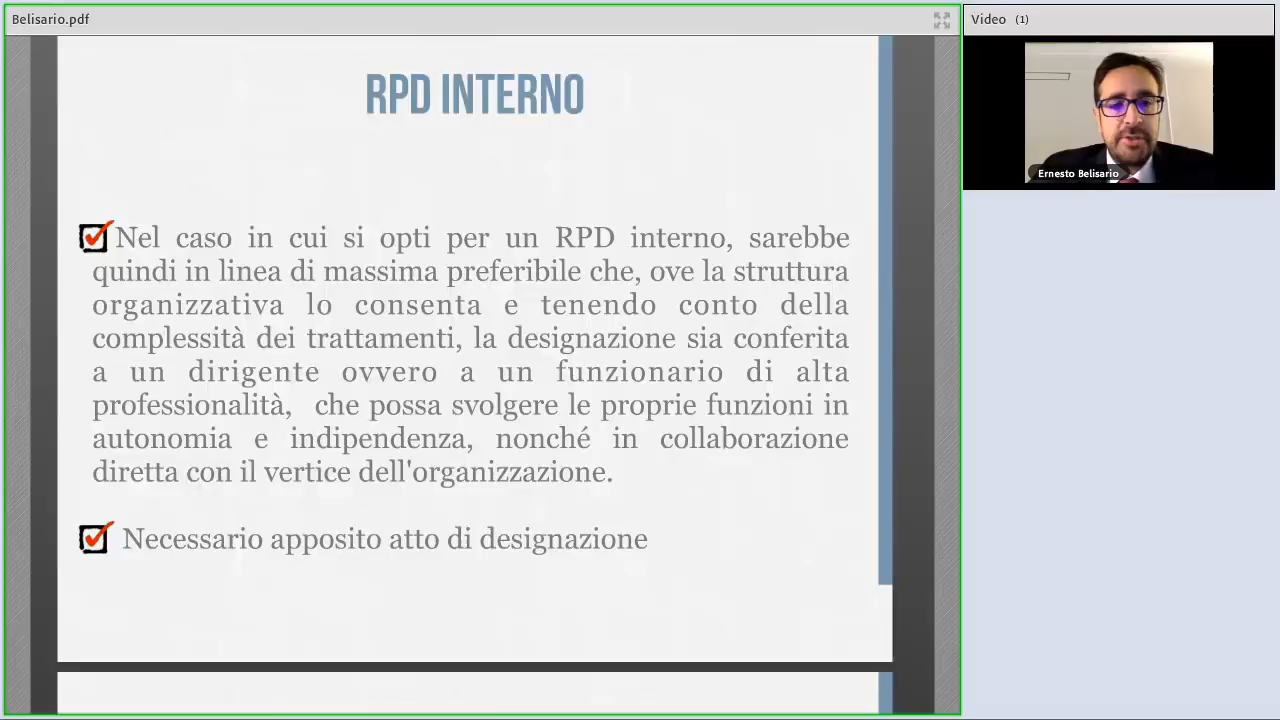 Belisario.pdf
Video (1)
RPD INTERNO
Nel caso in cui si opti per un RPD interno, sarebbe
quindi in linea di massima preferibile che, ove la struttura
organizzativa lo consenta e tenendo conto della
complessità dei trattamenti, la designazione sia conferita
a un dirigente ovvero a un funzionario di alta
professionalità, che possa svolgere le proprie funzioni in
autonomia e indipendenza, nonché in collaborazione
diretta con il vertice dell'organizzazione.
Necessario apposito atto di designazione
Ernesto Belisario